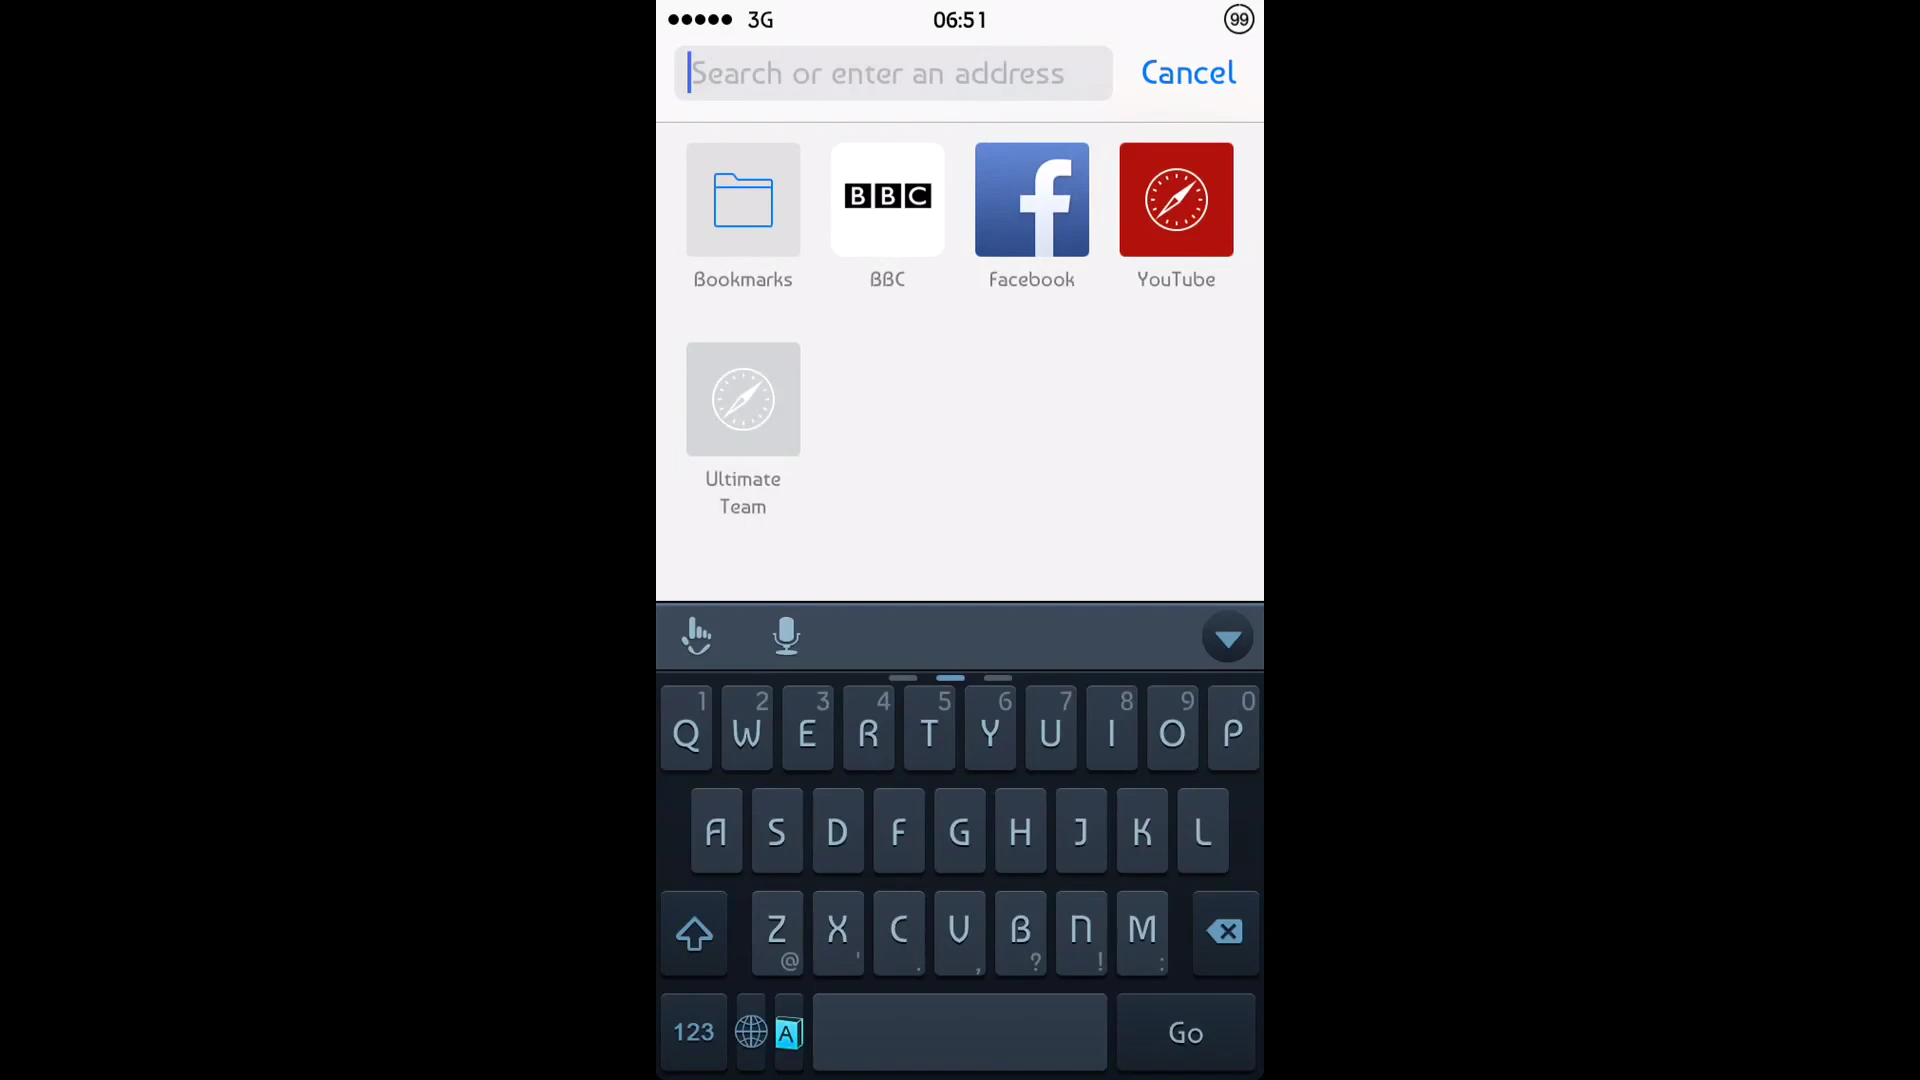 3G 06:51 99
Search or enter an address Cancel
BBC
Bookmarks BBC Facebook YouTube
Ultimate
Team
1 2 3 4 5 6 7 8 9 0
Q W E R T Y U I O P
A S D F G H J K L
Z X C V B N M
@ ' . , ? ! :
123 A Go